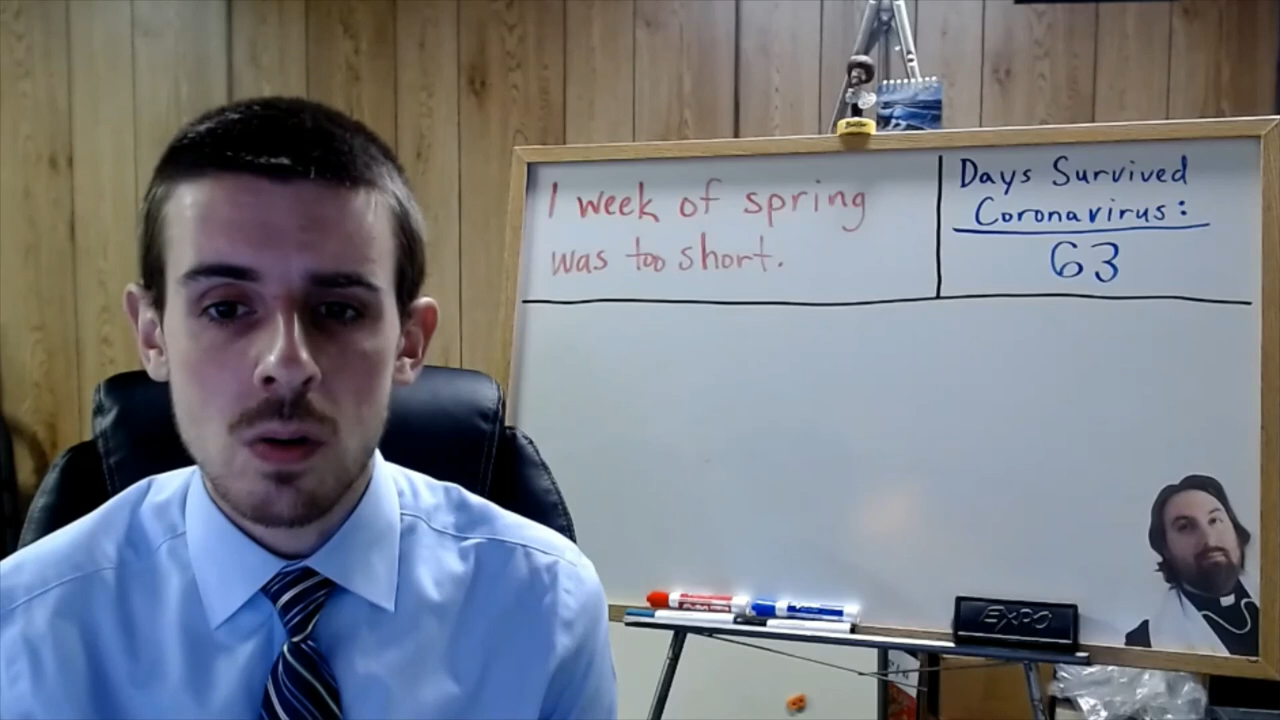 1 week of spring
was too short.
Days Survived
Coronavirus:
63
EXPO